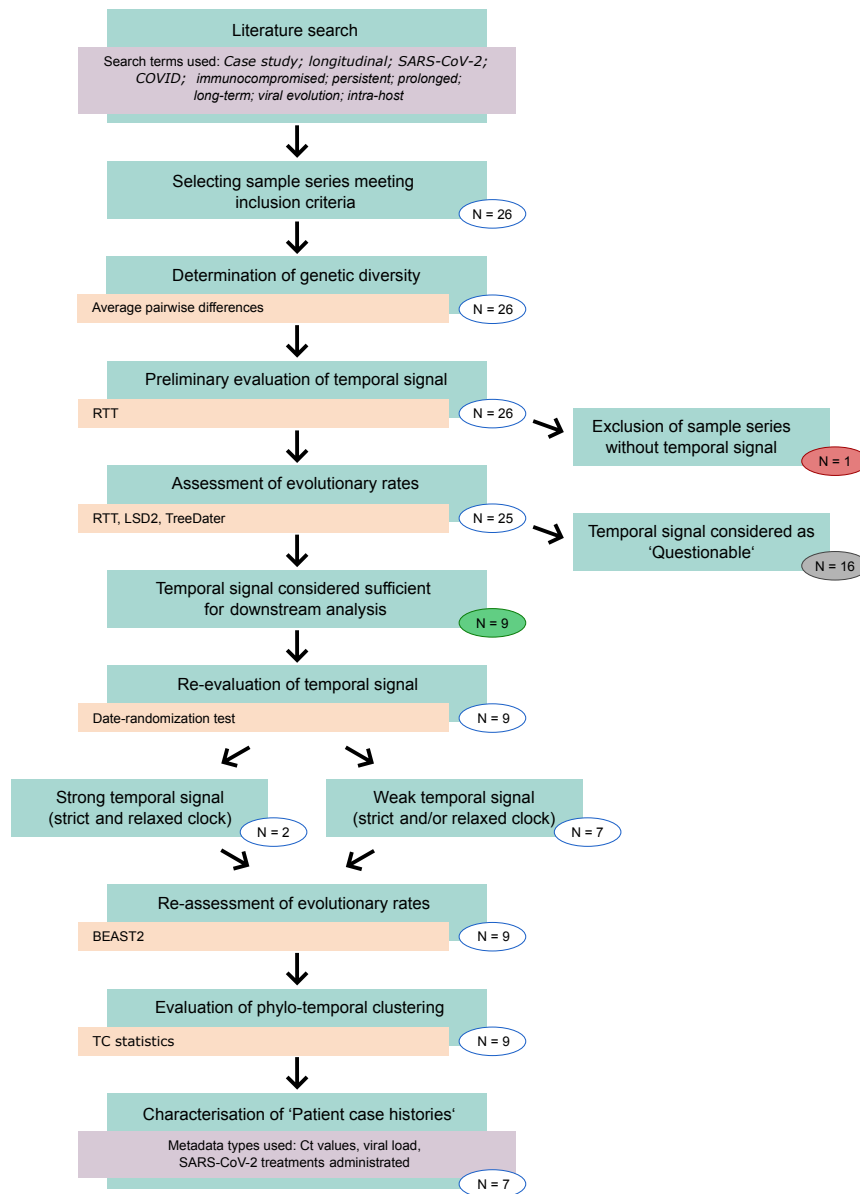 Literature search
Search terms used: Case study; longitudinal; SARS-CoV-2;
COVID; immunocompromised; persistent; prolonged;
long-term; viral evolution; intra-host
Selecting sample series meeting
inclusion criteria
N = 26
Determination of genetic diversity
Average pairwise differences
N = 26
Preliminary evaluation of temporal signal
RTT
N = 26
Exclusion of sample series
without temporal signal
N = 1
Assessment of evolutionary rates
RTT, LSD2, TreeDater
N = 25
Temporal signal considered as
‘Questionable‘
N = 16
Temporal signal considered sufficient
for downstream analysis
N = 9
Re-evaluation of temporal signal
Date-randomization test
N = 9
Strong temporal signal
(strict and relaxed clock)
N = 2
Weak temporal signal
(strict and/or relaxed clock)
N = 7
Re-assessment of evolutionary rates
BEAST2
N = 9
Evaluation of phylo-temporal clustering
TC statistics
N = 9
Characterisation of ‘Patient case histories‘
Metadata types used: Ct values, viral load,
SARS-CoV-2 treatments administrated
N = 7